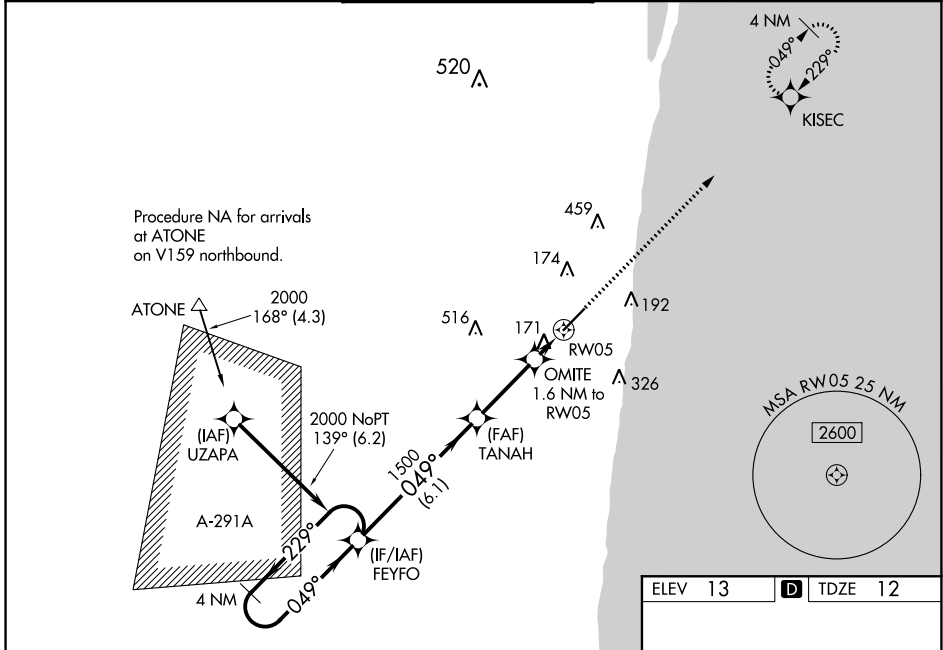 4 NM
049°
229°
KISEC
520
Procedure NA for arrivals
at ATONE
on V159 northbound.
459
174
ATONE
2000
168° (4.3)
516
171
192
RW05
OMITE
1.6 NM to
RW05
326
MSA RW05 25 NM
2600
(IAF)
UZAPA
2000 NoPT
139° (6.2)
(FAF)
TANAH
1500
049°
(6.1)
A-291A
229°
049°
4 NM
(IF/IAF)
FEYFO
ELEV 13 D TDZE 12